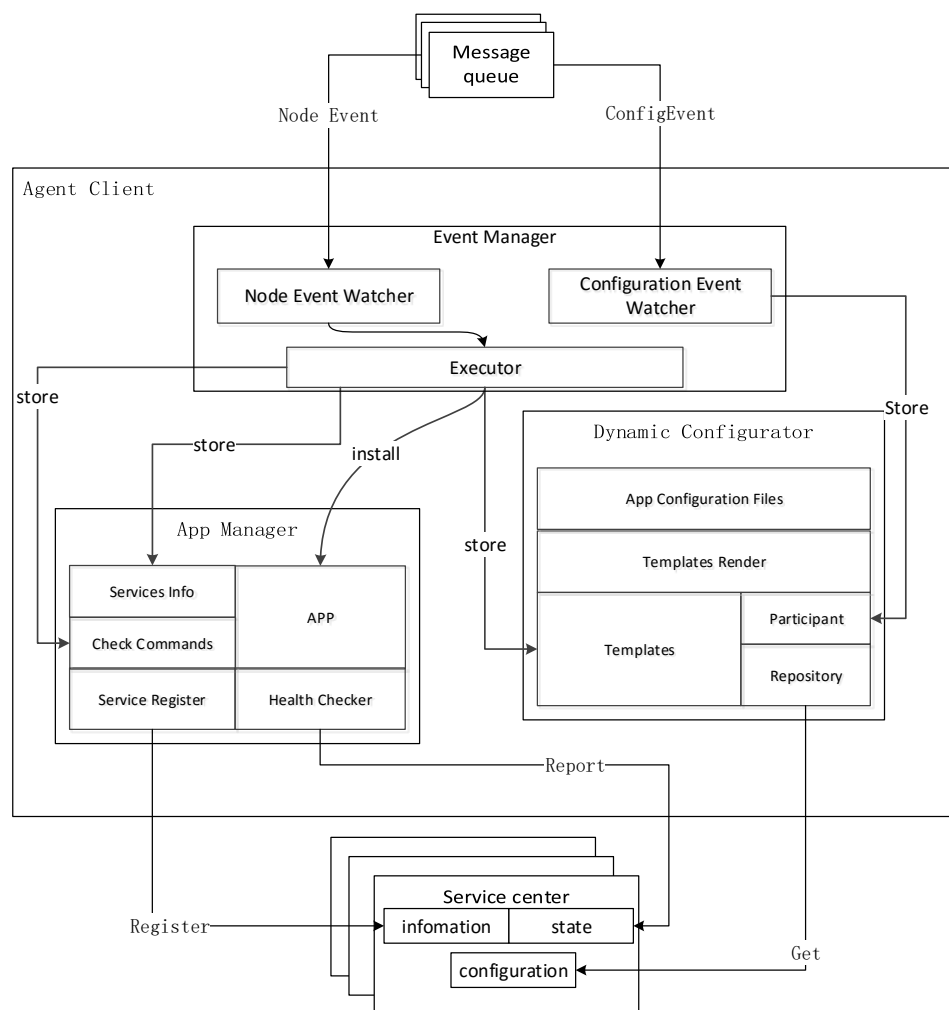 Message
queue
Node Event
ConfigEvent
Agent Client
Event Manager
Node Event Watcher
Configuration Event
Watcher
Executor
store
Store
store
install
Dynamic Configurator
App Configuration Files
App Manager
store
Templates Render
Services Info
APP
Participant
Check Commands
Templates
Repository
Service Register
Health Checker
Report
Service center
infomation
state
Register
Get
configuration